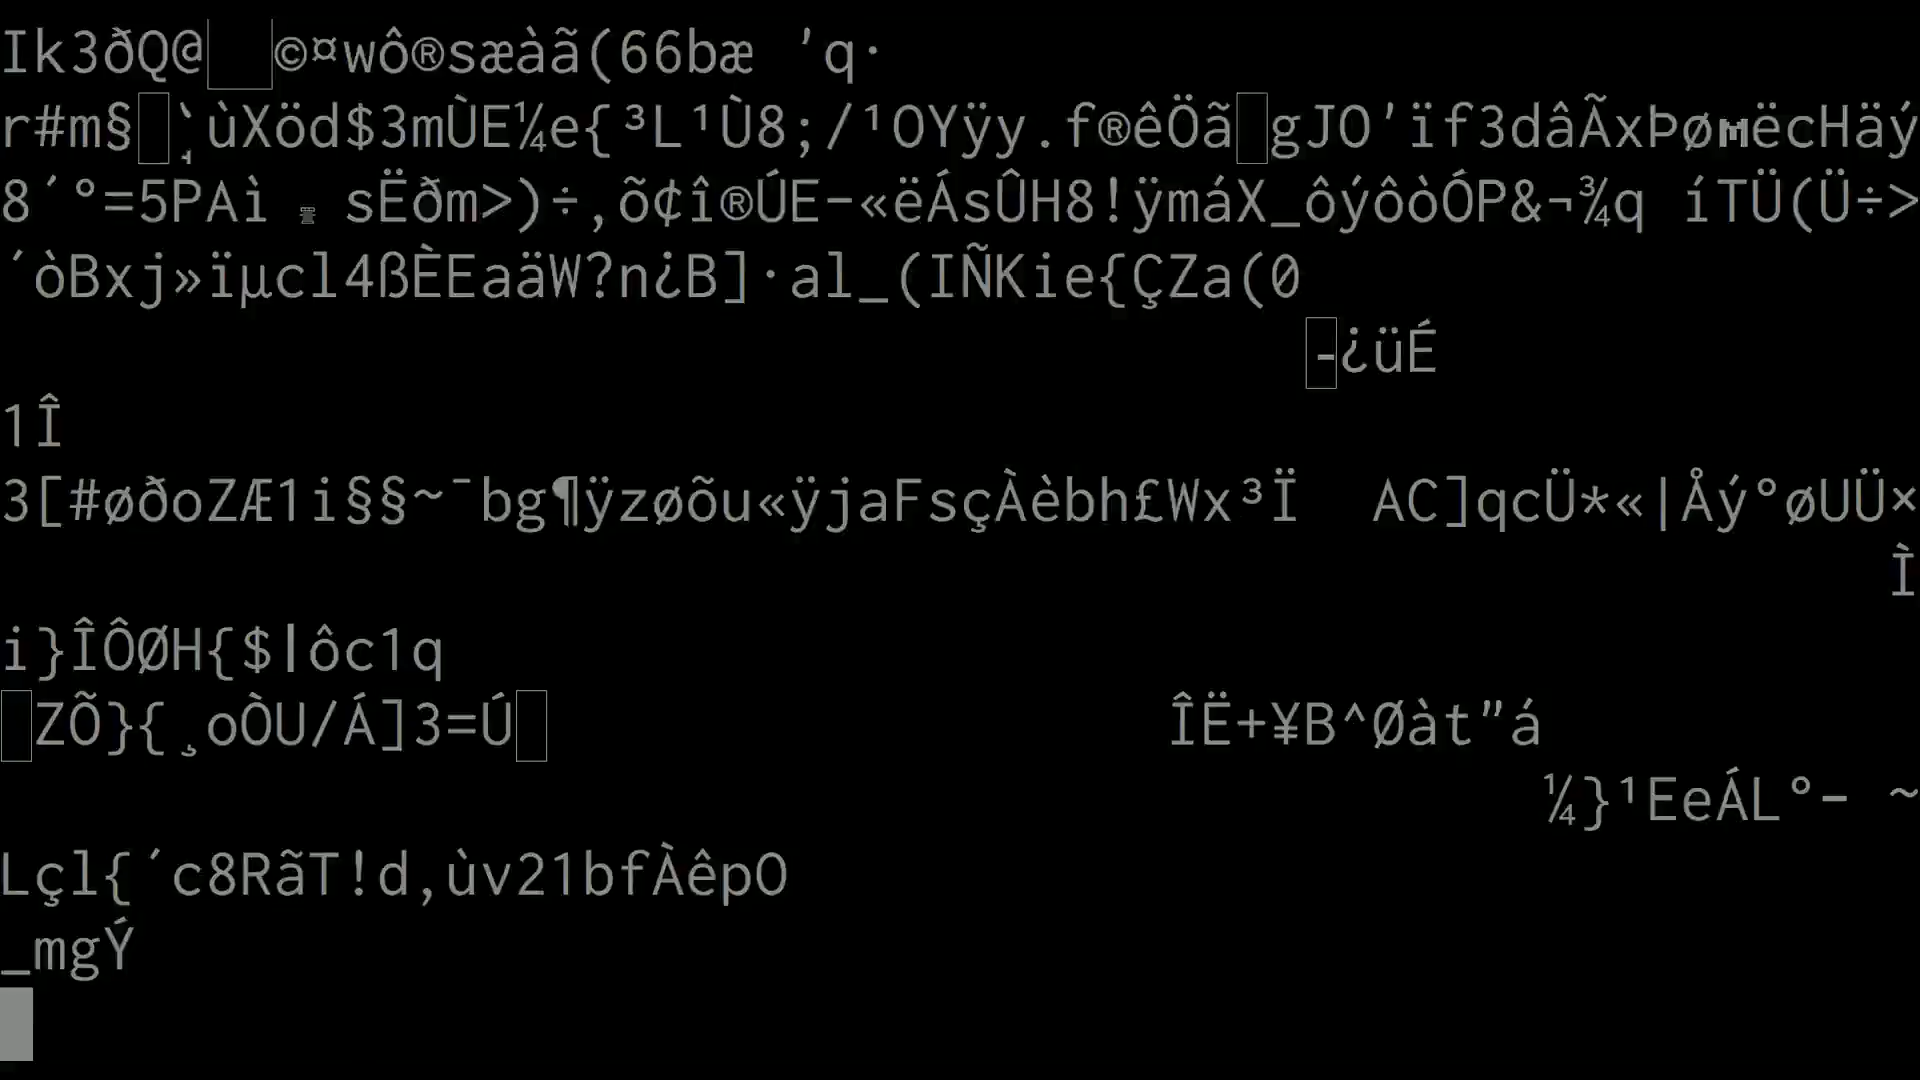 Ik3ðQ@ ©¤wô®sæàã(66bæ 'q·
r#m§ ùXöd$3mÙE¼e{³L¹Ù8;/¹OYÿy.f®êÖã gJO'ïf3dâÃxÞøмëcHäý
8´°=5PAì sËðm>)÷,õ¢î®ÚE-«ëÁsÛH8!ÿmáX_ôýôòÓP&¬¾q íTÜ(Ü÷>
´òBxj»ïµcl4ßÈEaäW?n¿B]·al_(IÑKie{ÇZa(0
-¿üÉ
1Î
3[#øðoZÆ1i§§~¯bg¶ÿzøõu«ÿjaFsçÀèbh£Wx³Ï AC]qcÜ*«|Åý°øUÜ×
Ì
i}ÎÔØH{$|ôc1q
ZÕ}{¸oÒU/Á]3=Ú ÎË+¥B^Øàt"á
¼}¹EeÁL°- ~
Lçl{´c8RãT!d,ùv21bfÀêpO
_mgÝ